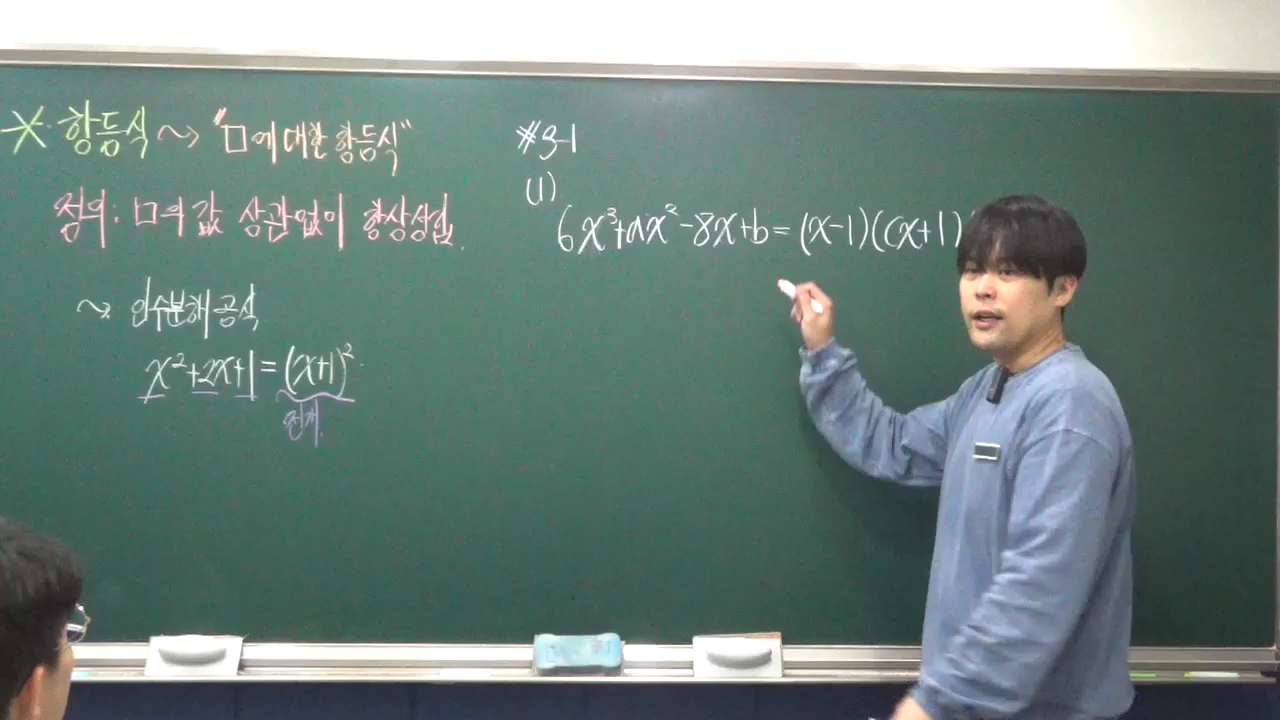 * 항등식 ~> "□에 대한 항등식"
정의: □의 값 상관없이 항상성립.
~> 인수분해 공식
x²+2x+1=(x+1)²
전개.
#3-1
(1)
6x³+ax²-8x+b=(x-1)(cx+1)